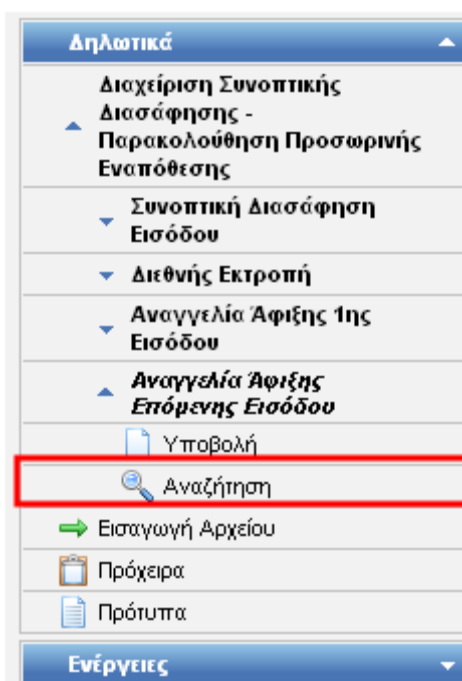 Δηλωτικά
Διαχείριση Συνοπτικής
Διασάφησης -
Παρακολούθηση Προσωρινής
Εναπόθεσης
Συνοπτική Διασάφηση
Εισόδου
Διεθνής Εκτροπή
Αναγγελία Άφιξης 1ης
Εισόδου
Αναγγελία Άφιξης
Επόμενης Εισόδου
Υποβολή
Αναζήτηση
Εισαγωγή Αρχείου
Πρόχειρα
Πρότυπα
Ενέργειες